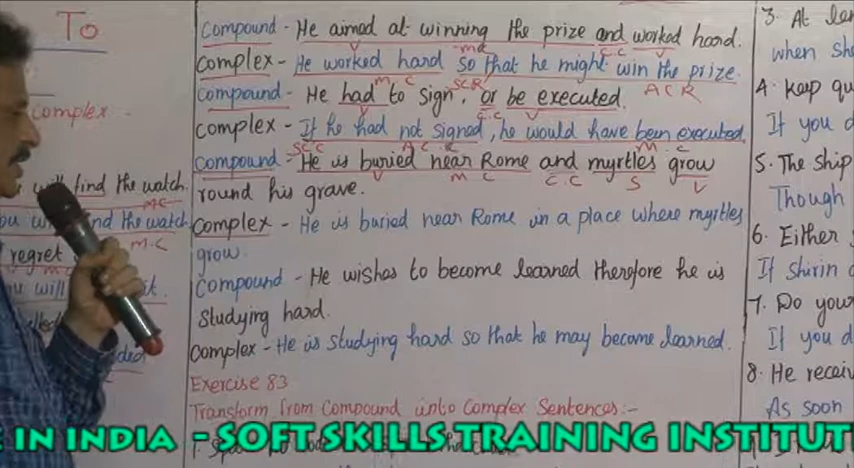 To
complex
will find the watch.
MC
find the watch
M.C
regret
Compound - He aimed at winning the prize and worked hard.
V
C.C
V
Complex - He worked hard so that he might win the prize.
M.C
SCR
ACR
Compound - He had to sign, or be executed.
V
C.C
V
Complex - If he had not signed, he would have been executed.
SCC
M.C
Compound - He is buried near Rome and myrtles grow
V
M C
C.C
S
V
round his grave.
Complex - He is buried near Rome in a place where myrtles
grow.
Compound - He wishes to become learned therefore he is
studying hard.
Complex - He is studying hard so that he may become learned.
Exercise 83
Transform from Compound into Complex Sentences:-
3. At
when
4. Keep
If you d
5. The ship
Though
6. Either
If shirin
7. Do your
If you d
8. He recei
As soon
IN INDIA - SOFT SKILLS TRAINING INSTITUT